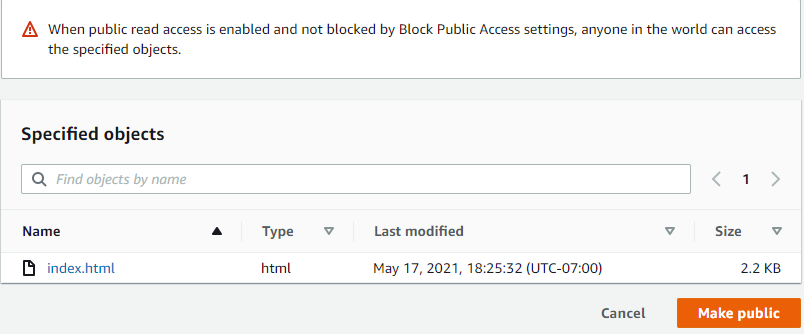 When public read access is enabled and not blocked by Block Public Access settings, anyone in the world can access
the specified objects.
Specified objects
Find objects by name
1
Name Type Last modified Size
index.html html May 17, 2021, 18:25:32 (UTC-07:00) 2.2 KB
Cancel Make public